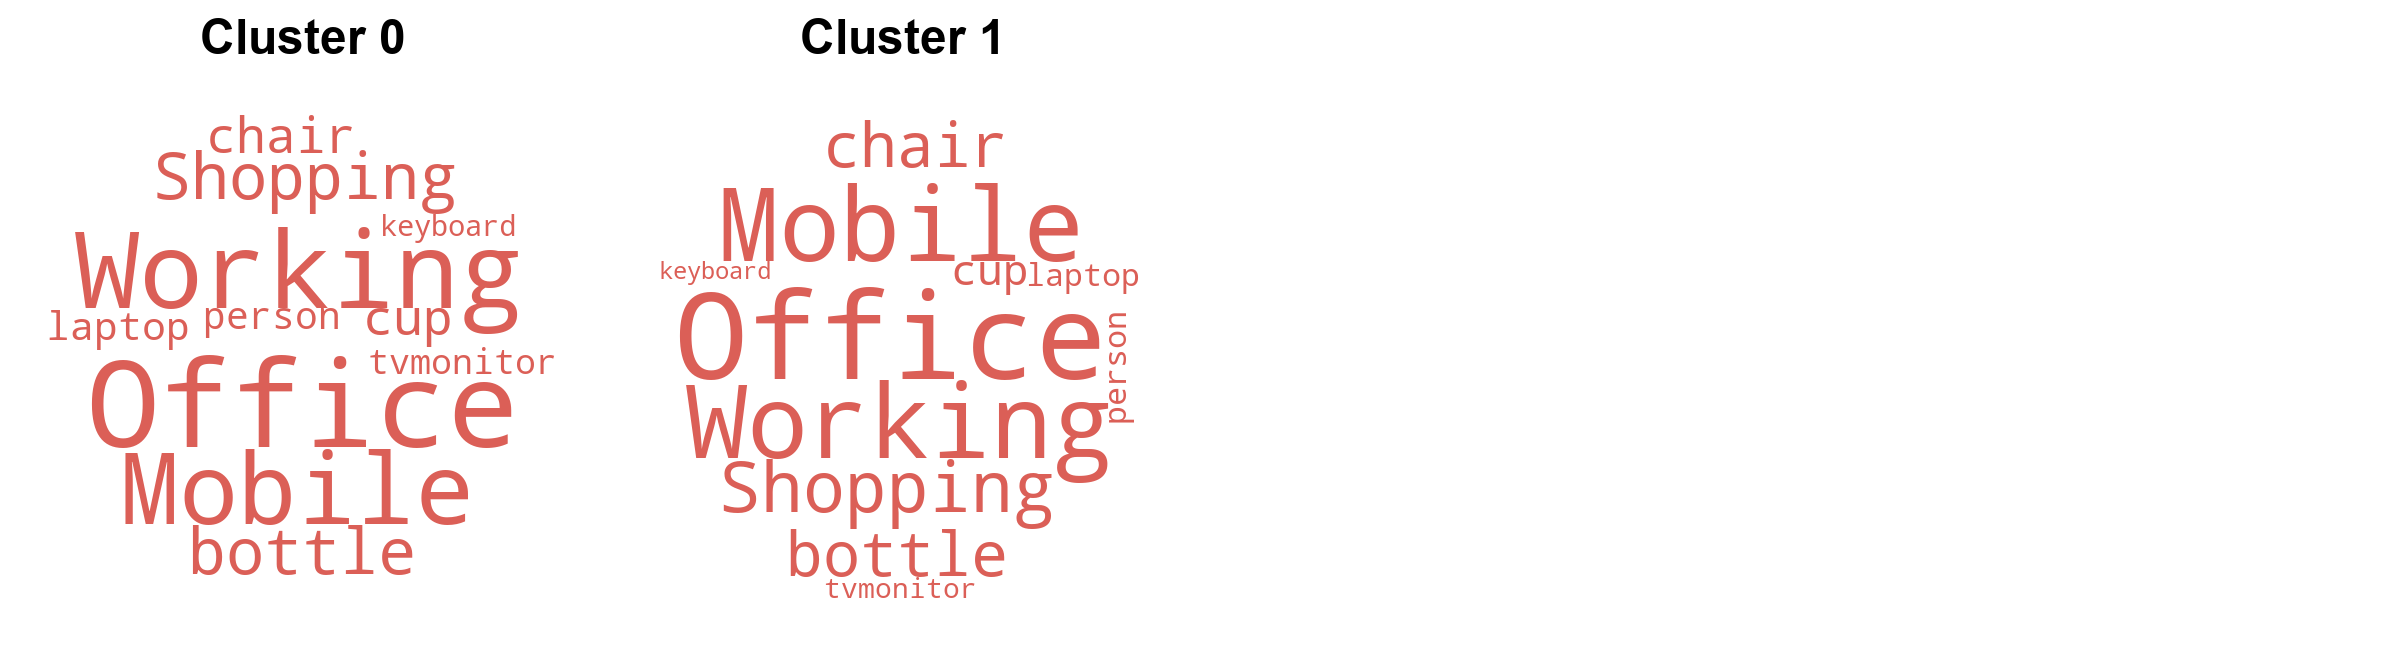 Cluster 0
chair
Shopping
keyboard
Working
laptop
person
cup
tvmonitor
Office
Mobile
bottle
Cluster 1
chair
Mobile
keyboard
cup
laptop
Office
person
Working
Shopping
bottle
tvmonitor